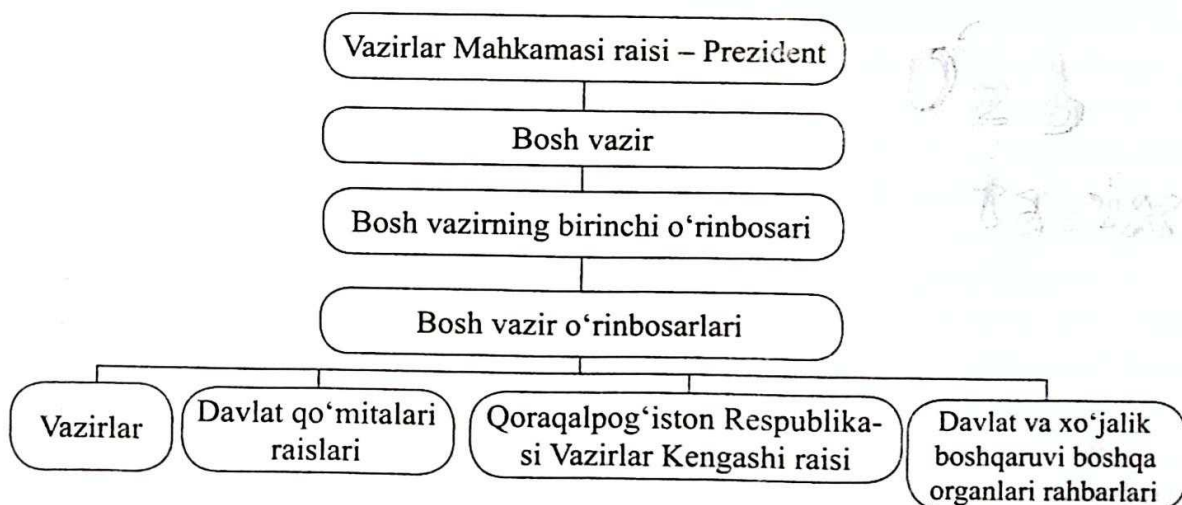 Vazirlar Mahkamasi raisi – Prezident
Bosh vazir
Bosh vazirning birinchi o‘rinbosari
Bosh vazir o‘rinbosarlari
Vazirlar
Davlat qo‘mitalari
raislari
Qoraqalpog‘iston Respublika-
si Vazirlar Kengashi raisi
Davlat va xo‘jalik
boshqaruvi boshqa
organlari rahbarlari